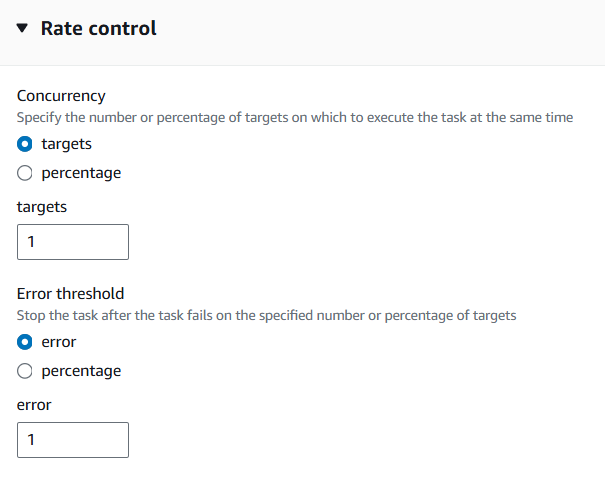 Rate control
Concurrency
Specify the number or percentage of targets on which to execute the task at the same time
targets
percentage
targets
1
Error threshold
Stop the task after the task fails on the specified number or percentage of targets
error
percentage
error
1